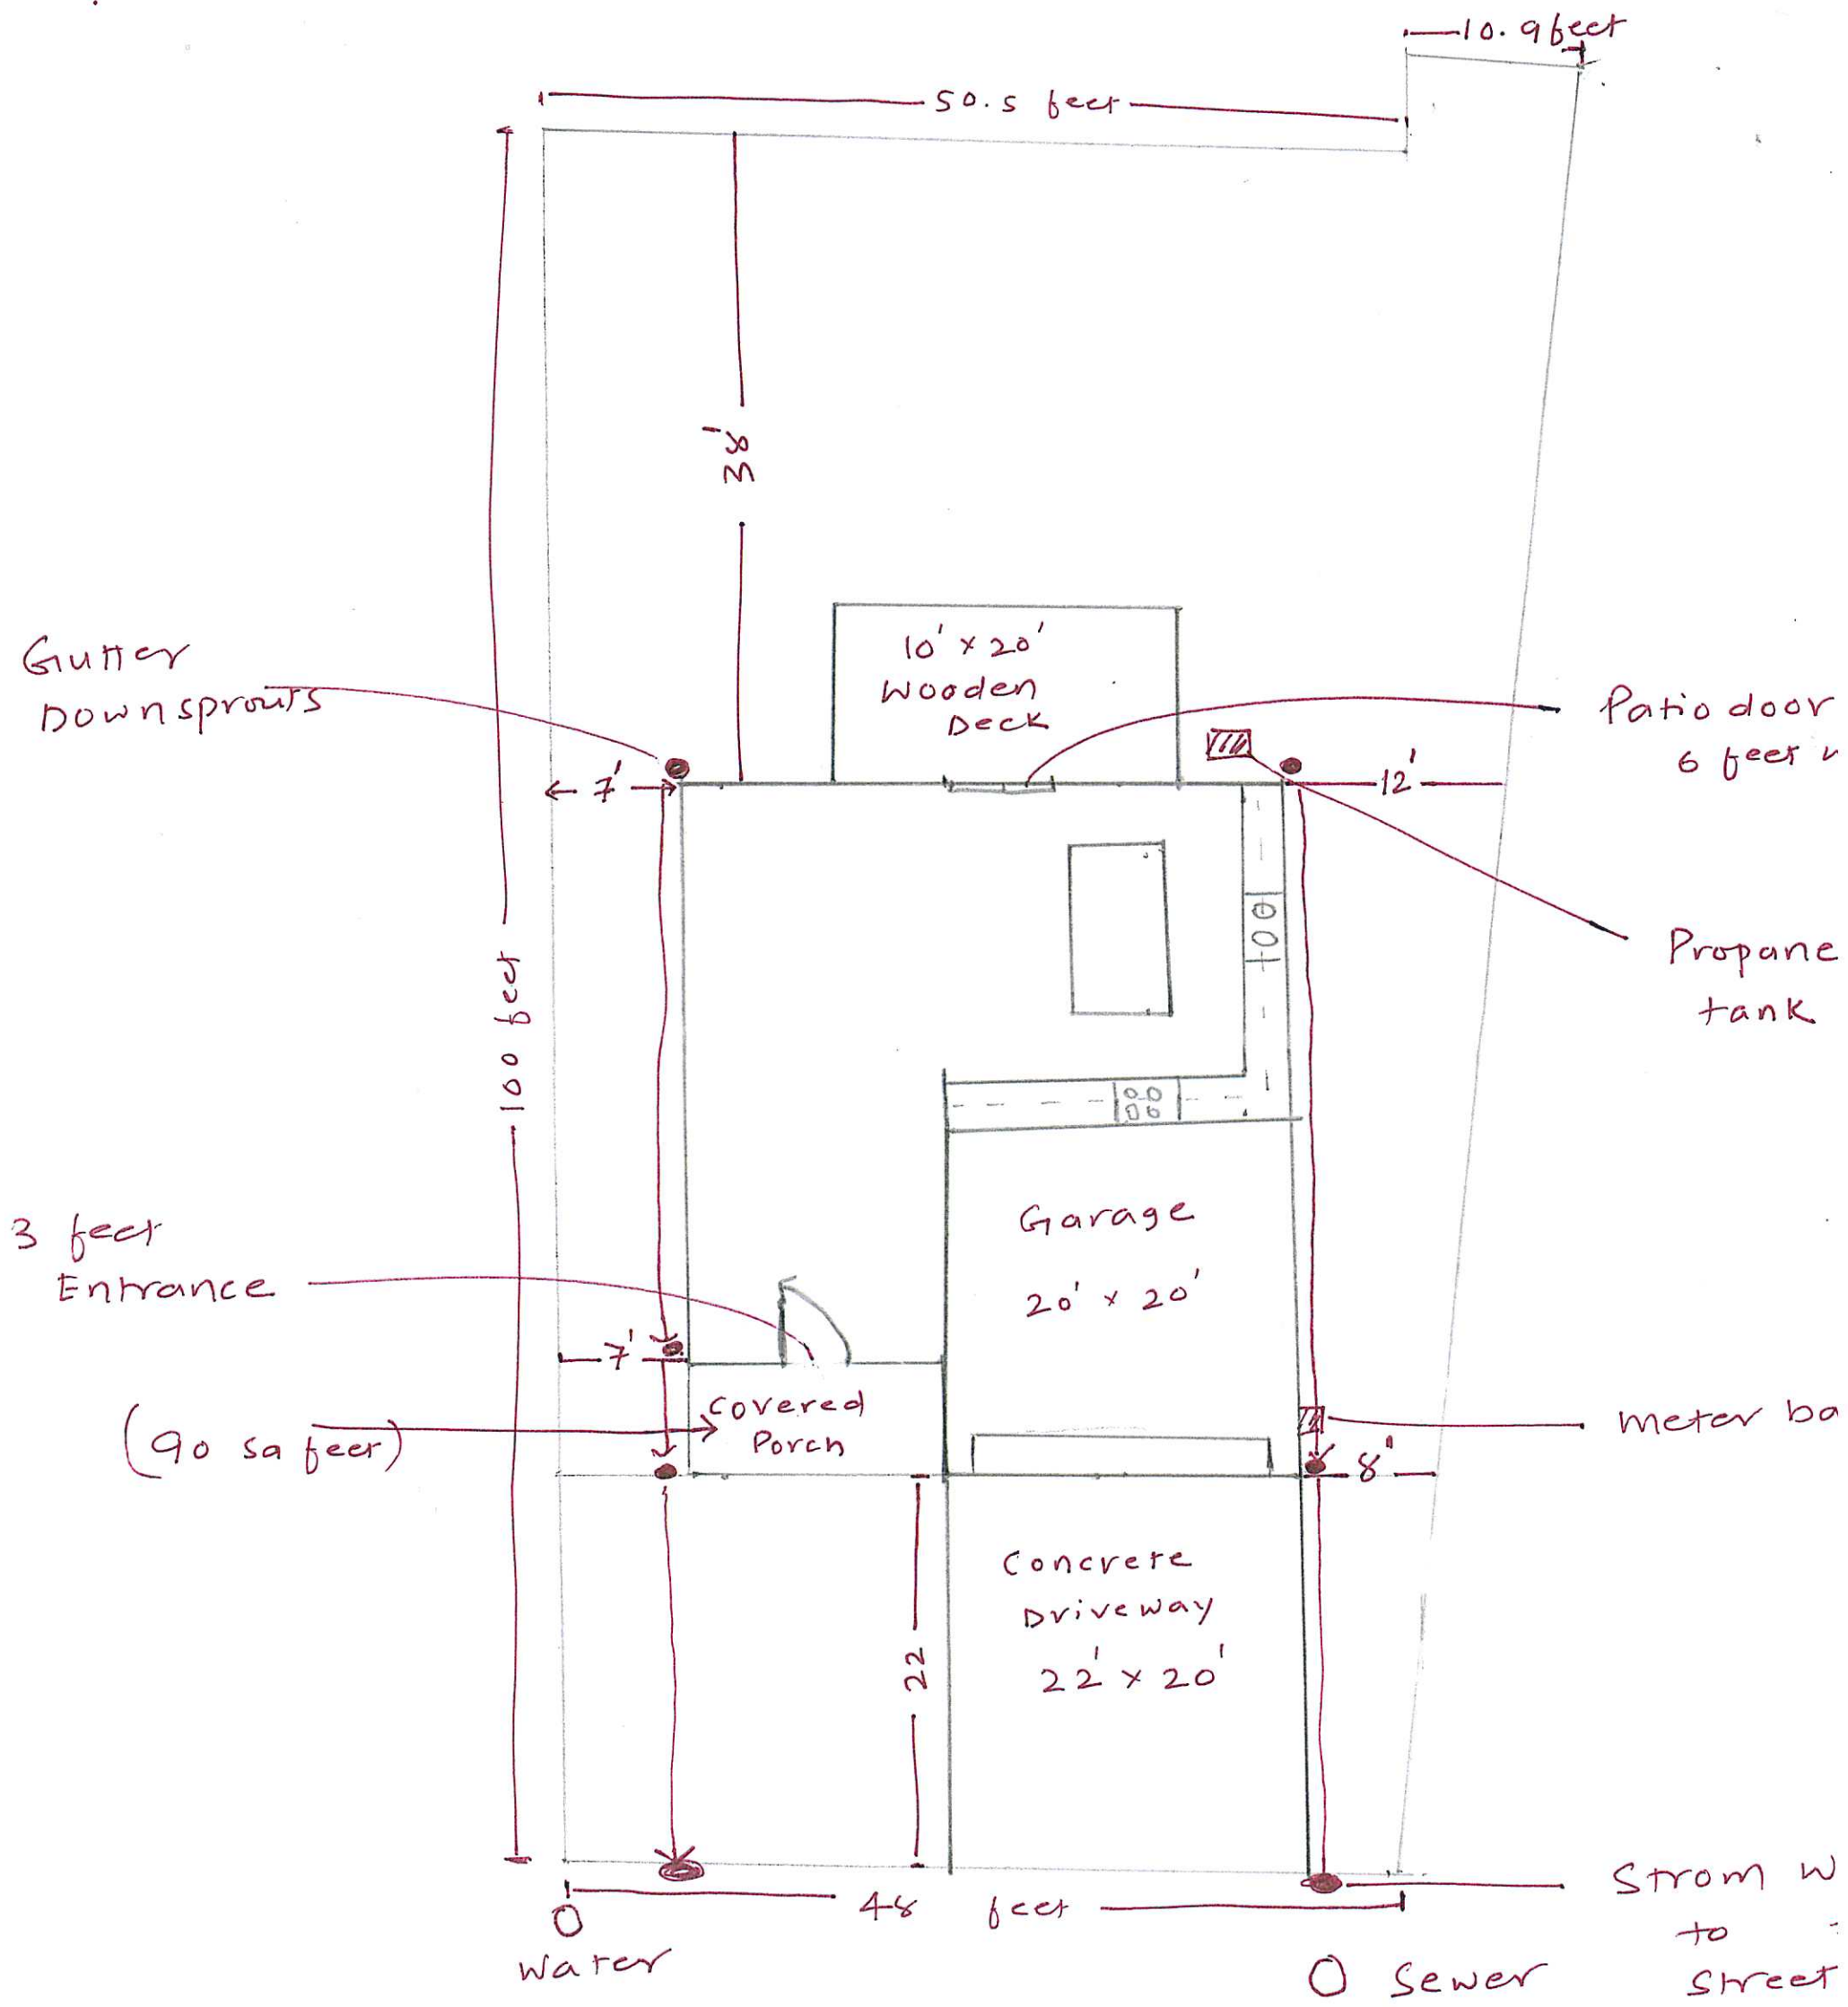 10.9 feet
50.5 feet
38'
10' x 20'
Wooden
Deck
Gutter
Downsprouts
Patio door
6 feet
7'
12'
Propane
tank
100 feet
Garage
20' x 20'
3 feet
Entrance
7'
Covered
Porch
(90 sa feet)
meter ba
8'
Concrete
Driveway
22' x 20'
22
Strom W
to
Street
48 feet
Water
Sewer